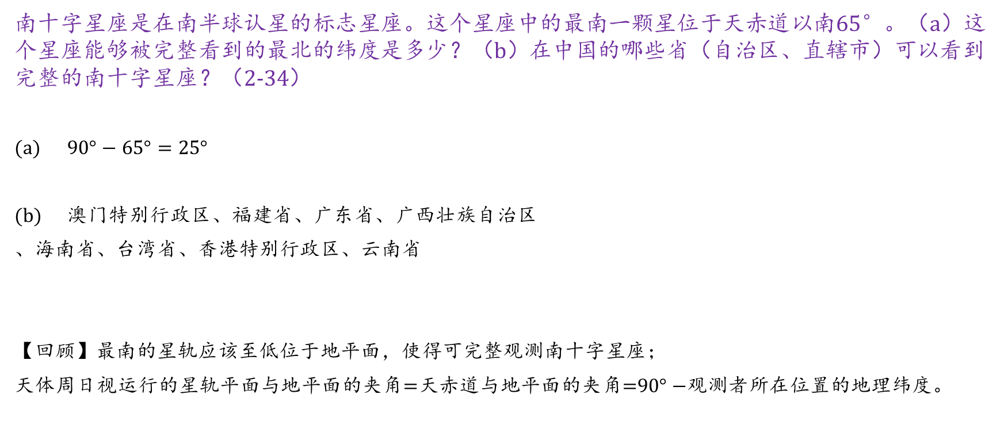 南十字星座是在南半球认星的标志星座。这个星座中的最南一颗星位于天赤道以南65°。（a）这
个星座能够被完整看到的最北的纬度是多少？（b）在中国的哪些省（自治区、直辖市）可以看到
完整的南十字星座？（2-34）
(a) 90° − 65° = 25°
(b) 澳门特别行政区、福建省、广东省、广西壮族自治区
、海南省、台湾省、香港特别行政区、云南省
【回顾】最南的星轨应该至低位于地平面，使得可完整观测南十字星座；
天体周日视运行的星轨平面与地平面的夹角=天赤道与地平面的夹角=90° −观测者所在位置的地理纬度。